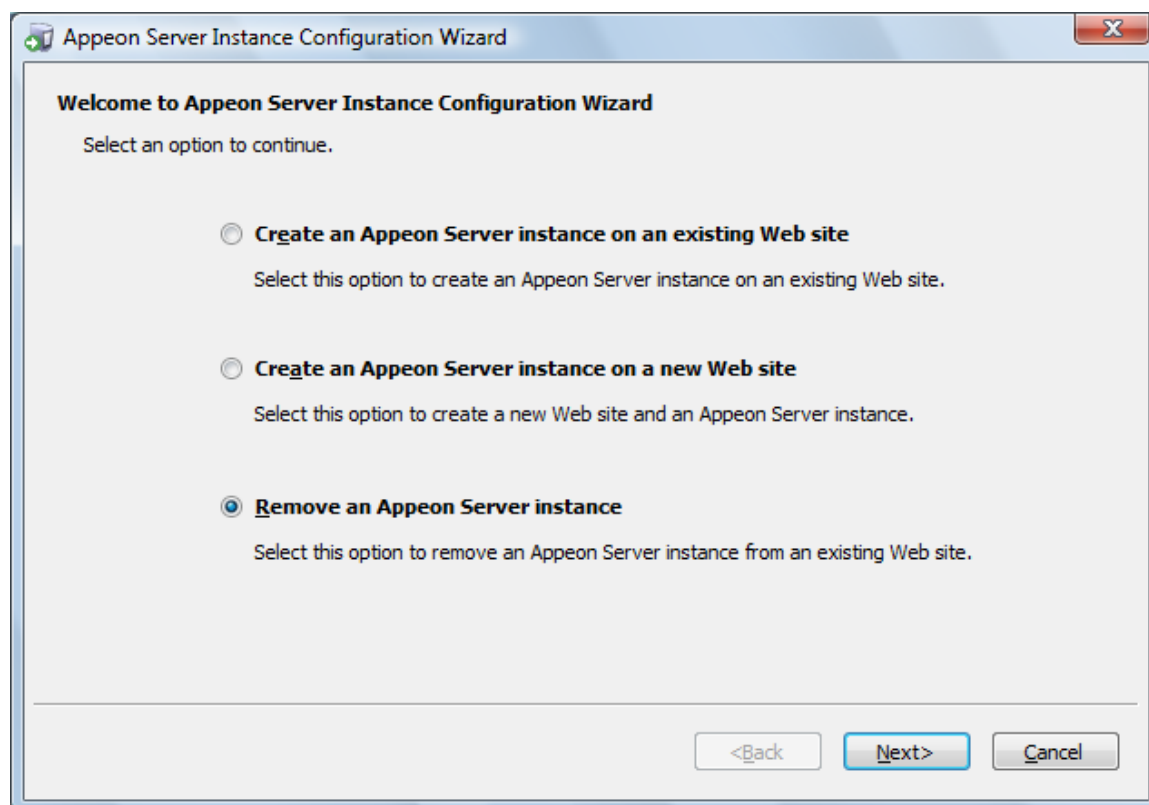 Appeon Server Instance Configuration Wizard
Welcome to Appeon Server Instance Configuration Wizard
Select an option to continue.
Create an Appeon Server instance on an existing Web site
Select this option to create an Appeon Server instance on an existing Web site.
Create an Appeon Server instance on a new Web site
Select this option to create a new Web site and an Appeon Server instance.
Remove an Appeon Server instance
Select this option to remove an Appeon Server instance from an existing Web site.
<Back Next> Cancel